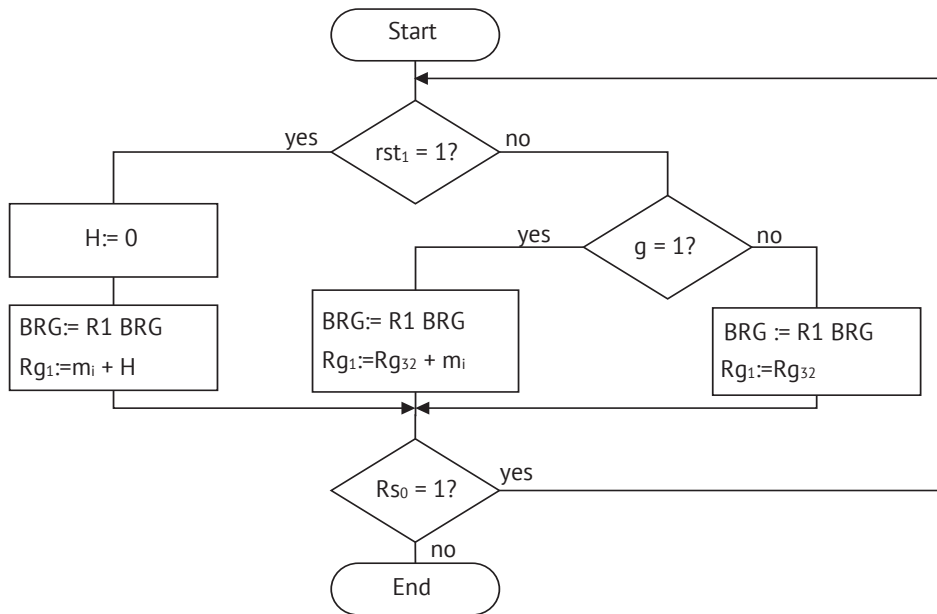 Start
yes
rst₁ = 1?
no
H:= 0
yes
g = 1?
no
BRG:= R1 BRG
Rg₁:=mᵢ + H
BRG:= R1 BRG
Rg₁:=Rg₃₂ + mᵢ
BRG := R1 BRG
Rg₁:=Rg₃₂
Rs₀ = 1?
yes
no
End